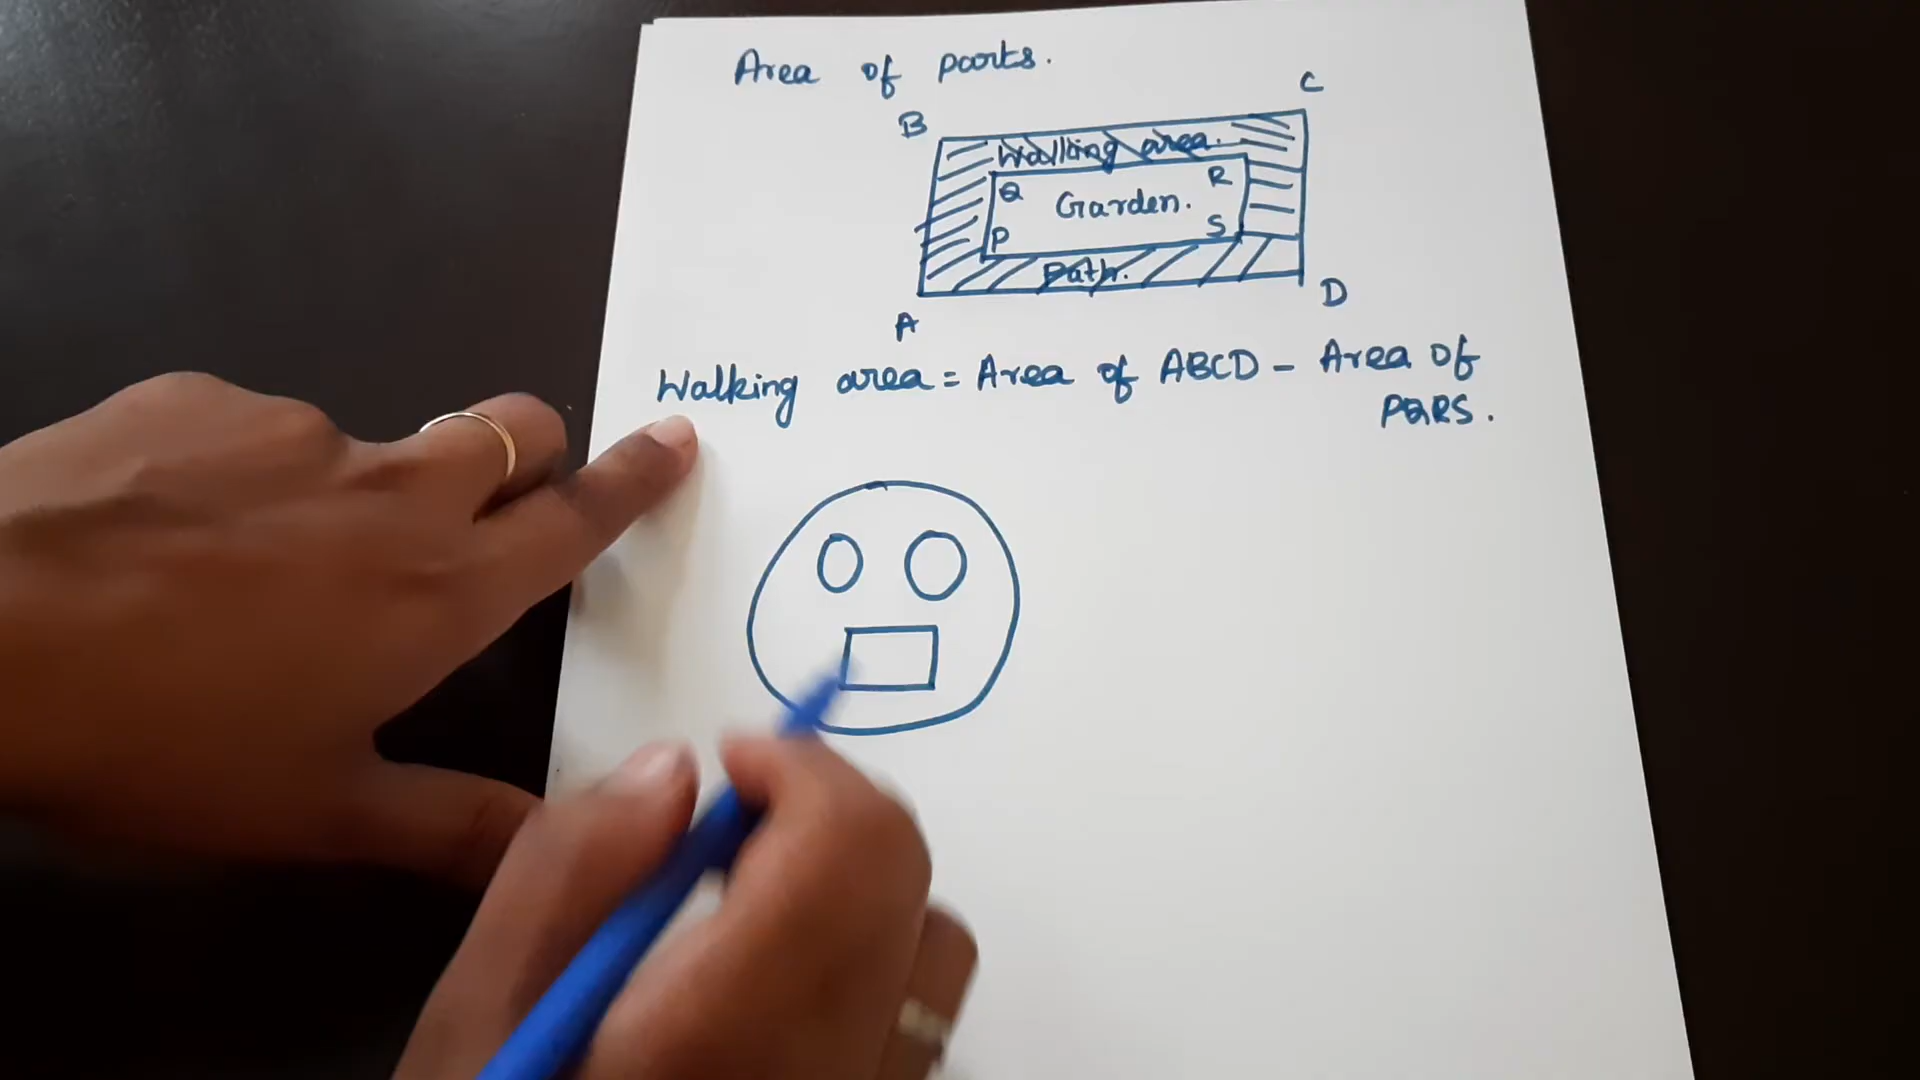 Area of parts.
C
B
Walking area.
Q R
Garden.
P S
Path.
D
A
Walking area = Area of ABCD - Area of
PQRS.